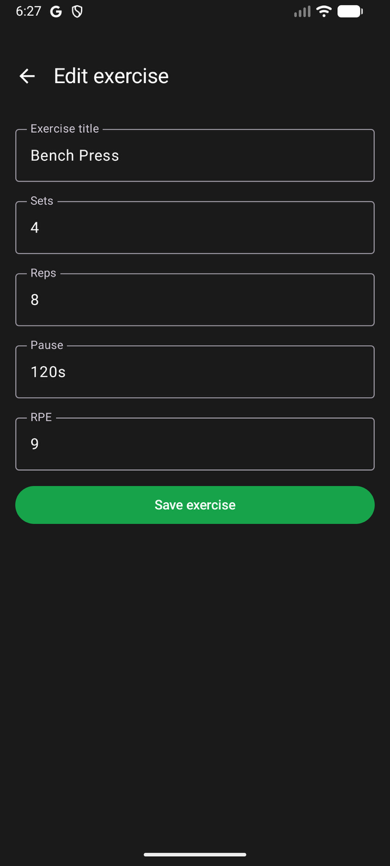 6:27
Edit exercise
Exercise title
Bench Press
Sets
4
Reps
8
Pause
120s
RPE
9
Save exercise